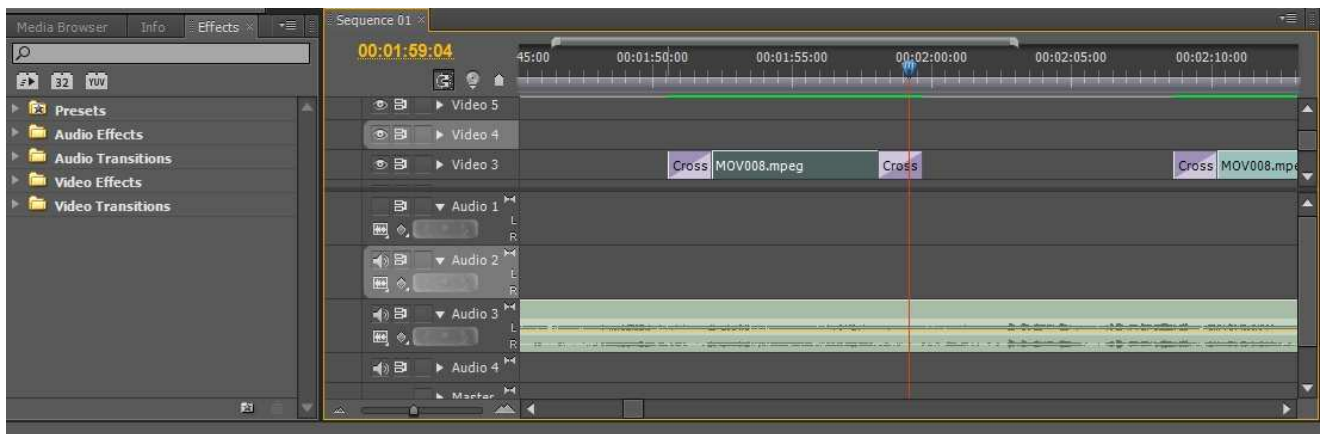 Media Browser Info Effects ×
32 YUV
Presets
Audio Effects
Audio Transitions
Video Effects
Video Transitions
Sequence 01 ×
00:01:59:04
45:00 00:01:50:00 00:01:55:00 00:02:00:00 00:02:05:00 00:02:10:00
Video 5
Video 4
Video 3
Cross MOV008.mpeg Cross Cross MOV008.mpe
Audio 1
L
R
Audio 2
L
R
Audio 3
L
R
Audio 4
Master